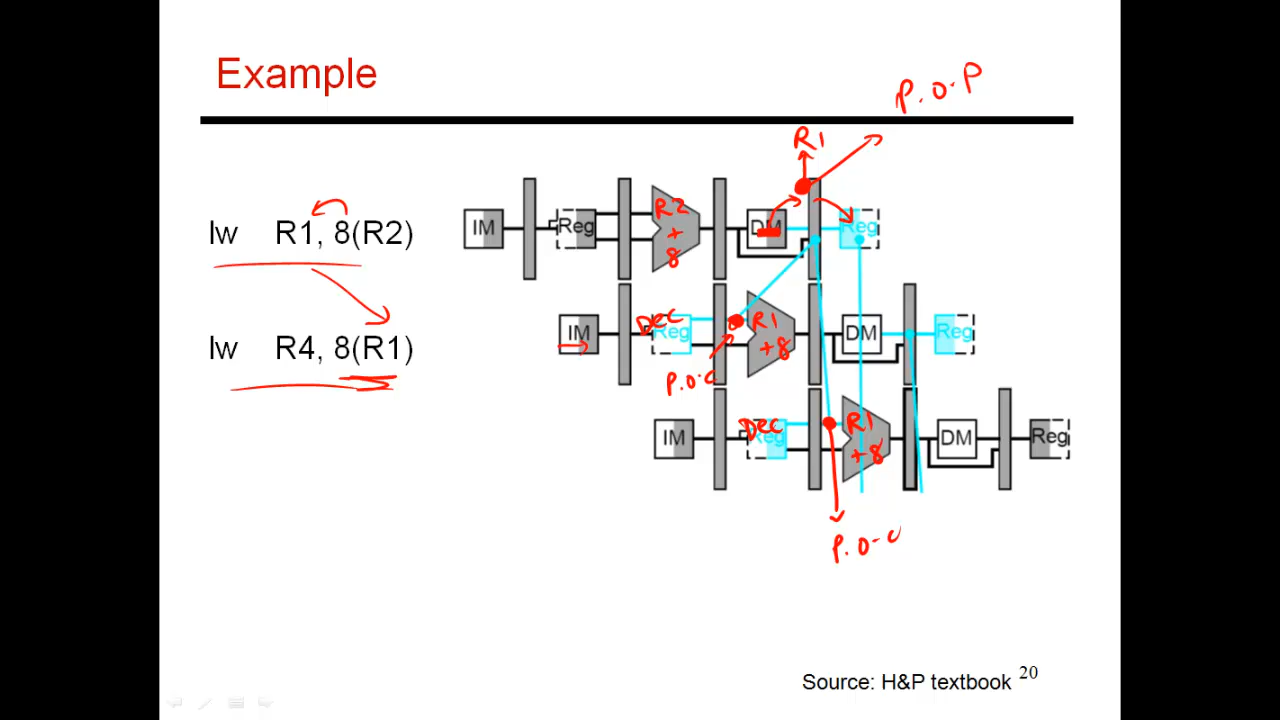 Example
P.O.P
R1
lw R1, 8(R2)
IM Reg R2 + 8 DM Reg
lw R4, 8(R1)
IM DEC Reg R1 +8 DM Reg
P.O.C
IM DEC Reg R1 +8 DM Reg
P.O-C
Source: H&P textbook 20